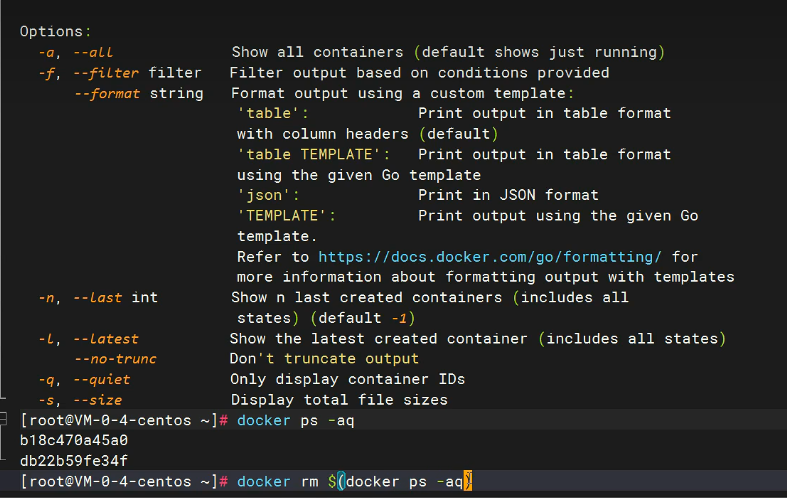 Options:
-a, --all Show all containers (default shows just running)
-f, --filter filter Filter output based on conditions provided
--format string Format output using a custom template:
'table': Print output in table format
with column headers (default)
'table TEMPLATE': Print output in table format
using the given Go template
'json': Print in JSON format
'TEMPLATE': Print output using the given Go
template.
Refer to https://docs.docker.com/go/formatting/ for
more information about formatting output with templates
-n, --last int Show n last created containers (includes all
states) (default -1)
-l, --latest Show the latest created container (includes all states)
--no-trunc Don't truncate output
-q, --quiet Only display container IDs
-s, --size Display total file sizes
[root@VM-0-4-centos ~]# docker ps -aq
b18c470a45a0
db22b59fe34f
[root@VM-0-4-centos ~]# docker rm $(docker ps -aq)